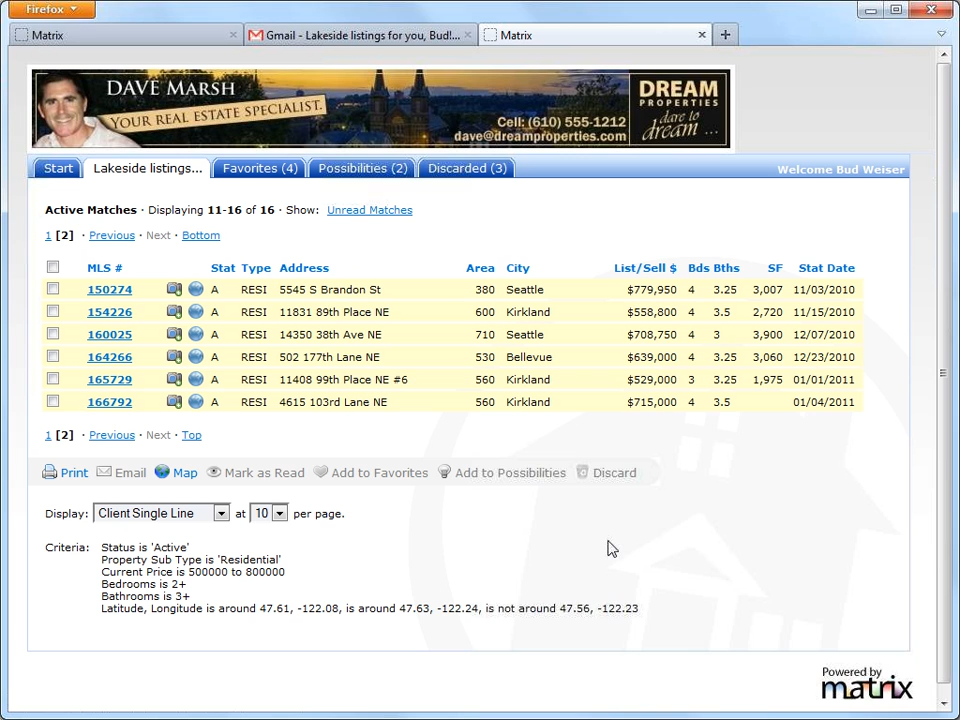 Firefox
Matrix
Gmail - Lakeside listings for you, Bud!...
Matrix
DAVE MARSH
YOUR REAL ESTATE SPECIALIST.
Cell: (610) 555-1212
dave@dreamproperties.com
DREAM
PROPERTIES
dare to
dream ...
Start Lakeside listings... Favorites (4) Possibilities (2) Discarded (3) Welcome Bud Weiser
Active Matches · Displaying 11-16 of 16 · Show: Unread Matches
1 [2] · Previous · Next · Bottom
MLS # Stat Type Address Area City List/Sell $ Bds Bths SF Stat Date
150274 A RESI 5545 S Brandon St 380 Seattle $779,950 4 3.25 3,007 11/03/2010
154226 A RESI 11831 89th Place NE 600 Kirkland $558,800 4 3.5 2,720 11/15/2010
160025 A RESI 14350 38th Ave NE 710 Seattle $708,750 4 3 3,900 12/07/2010
164266 A RESI 502 177th Lane NE 530 Bellevue $639,000 4 3.25 3,060 12/23/2010
165729 A RESI 11408 99th Place NE #6 560 Kirkland $529,000 3 3.25 1,975 01/01/2011
166792 A RESI 4615 103rd Lane NE 560 Kirkland $715,000 4 3.5 01/04/2011
1 [2] · Previous · Next · Top
Print Email Map Mark as Read Add to Favorites Add to Possibilities Discard
Display: Client Single Line at 10 per page.
Criteria: Status is 'Active'
Property Sub Type is 'Residential'
Current Price is 500000 to 800000
Bedrooms is 2+
Bathrooms is 3+
Latitude, Longitude is around 47.61, -122.08, is around 47.63, -122.24, is not around 47.56, -122.23
Powered by
matrix